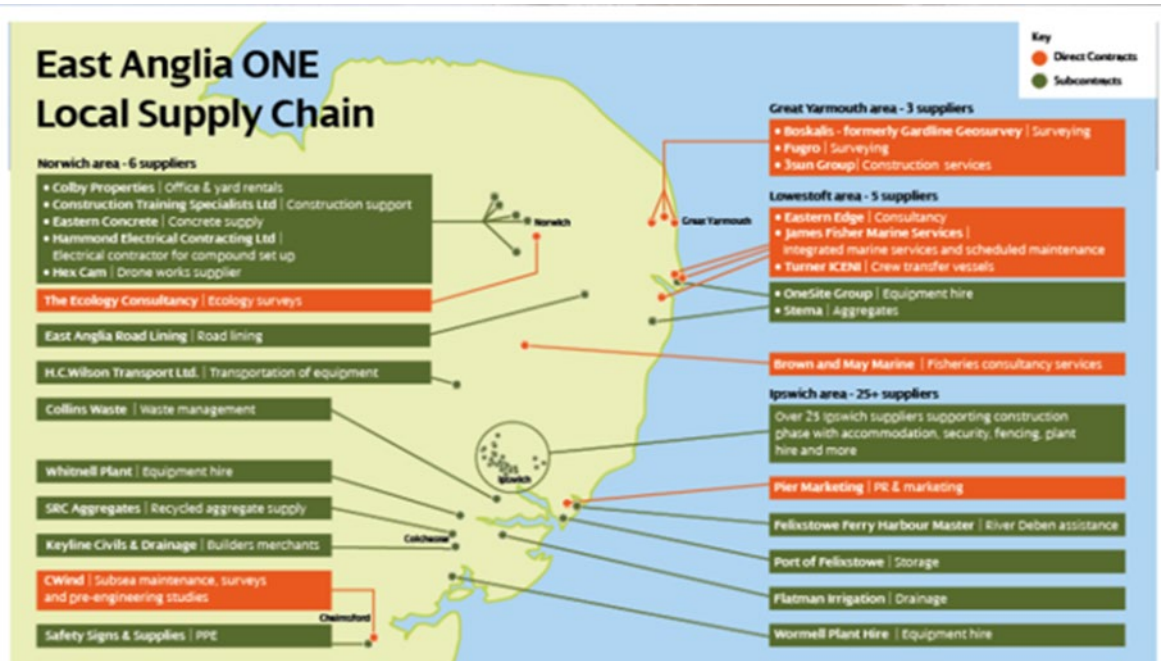 East Anglia ONE
Local Supply Chain
Key
Direct Contracts
Subcontracts
Norwich area - 6 suppliers
• Colby Properties | Office & yard rentals
• Construction Training Specialists Ltd | Construction support
• Eastern Concrete | Concrete supply
• Hammond Electrical Contracting Ltd |
Electrical contractor for compound set up
• Hex Cam | Drone works supplier
The Ecology Consultancy | Ecology surveys
East Anglia Road Lining | Road lining
H.C.Wilson Transport Ltd. | Transportation of equipment
Collins Waste | Waste management
Whitnell Plant | Equipment hire
SRC Aggregates | Recycled aggregate supply
Keyline Civils & Drainage | Builders merchants
CWind | Subsea maintenance, surveys
and pre-engineering studies
Safety Signs & Supplies | PPE
Norwich
Great Yarmouth
Ipswich
Colchester
Chelmsford
Great Yarmouth area - 3 suppliers
• Boskalis - formerly Gardline Geosurvey | Surveying
• Fugro | Surveying
• 3sun Group | Construction services
Lowestoft area - 5 suppliers
• Eastern Edge | Consultancy
• James Fisher Marine Services |
Integrated marine services and scheduled maintenance
• Turner ICENI | Crew transfer vessels
• OneSite Group | Equipment hire
• Stema | Aggregates
Brown and May Marine | Fisheries consultancy services
Ipswich area - 25+ suppliers
Over 25 Ipswich suppliers supporting construction
phase with accommodation, security, fencing, plant
hire and more
Pier Marketing | PR & marketing
Felixstowe Ferry Harbour Master | River Deben assistance
Port of Felixstowe | Storage
Flatman Irrigation | Drainage
Wormell Plant Hire | Equipment hire